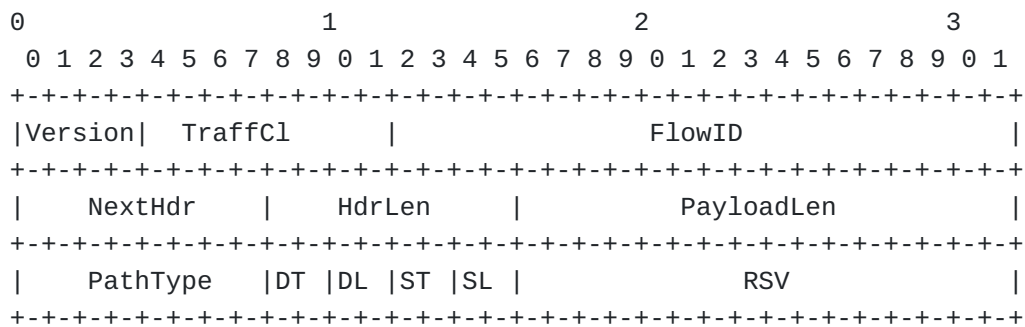 0                   1                   2                   3
 0 1 2 3 4 5 6 7 8 9 0 1 2 3 4 5 6 7 8 9 0 1 2 3 4 5 6 7 8 9 0 1
+-+-+-+-+-+-+-+-+-+-+-+-+-+-+-+-+-+-+-+-+-+-+-+-+-+-+-+-+-+-+-+-+
|Version|  TraffCl      |                FlowID                 |
+-+-+-+-+-+-+-+-+-+-+-+-+-+-+-+-+-+-+-+-+-+-+-+-+-+-+-+-+-+-+-+-+
|    NextHdr    |    HdrLen     |          PayloadLen           |
+-+-+-+-+-+-+-+-+-+-+-+-+-+-+-+-+-+-+-+-+-+-+-+-+-+-+-+-+-+-+-+-+
|    PathType   |DT |DL |ST |SL |              RSV              |
+-+-+-+-+-+-+-+-+-+-+-+-+-+-+-+-+-+-+-+-+-+-+-+-+-+-+-+-+-+-+-+-+